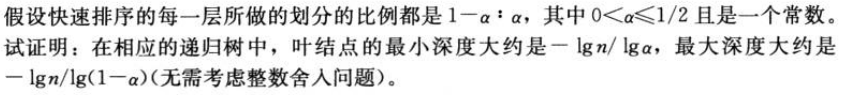 假设快速排序的每一层所做的划分的比例都是 1－α∶α，其中 0＜α≤1/2 且是一个常数。
试证明：在相应的递归树中，叶结点的最小深度大约是－lgn/lgα，最大深度大约是
－lgn/lg(1－α)(无需考虑整数舍入问题)。